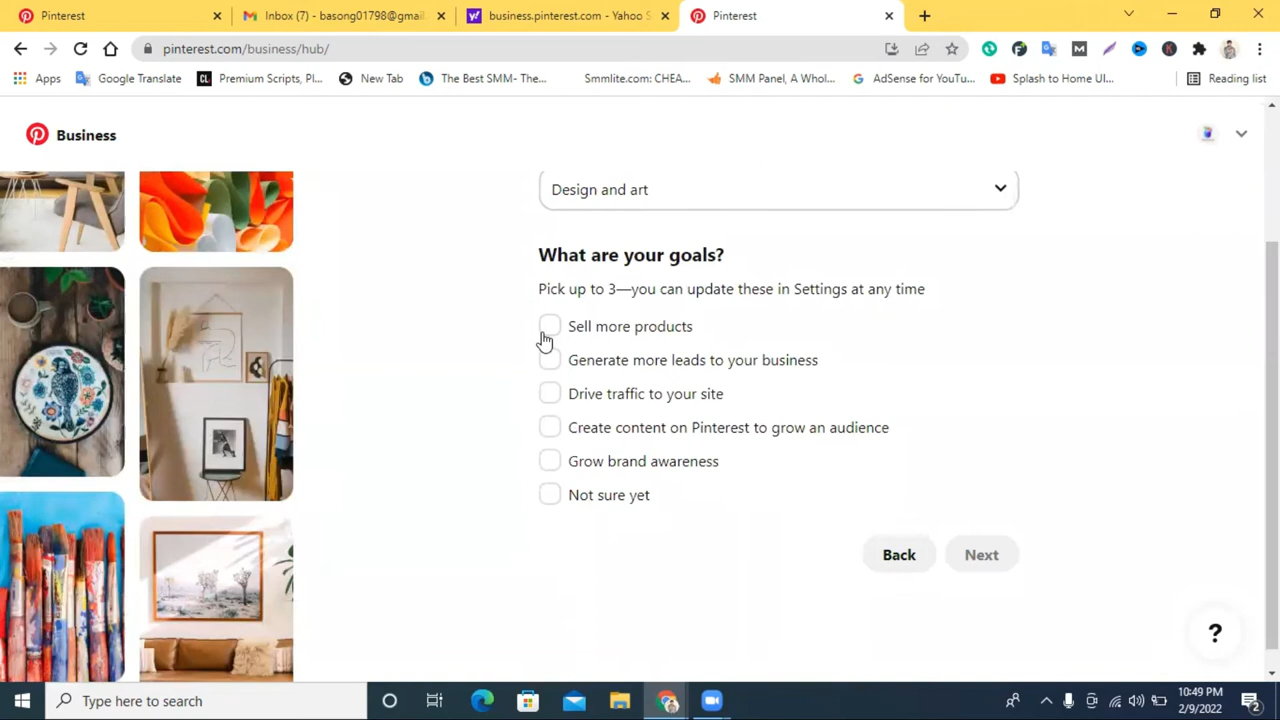 Pinterest
Inbox (7) - basong01798@gmail.
business.pinterest.com - Yahoo S
Pinterest
pinterest.com/business/hub/
Apps
Google Translate
Premium Scripts, Pl...
New Tab
The Best SMM- The...
Smmlite.com: CHEA...
SMM Panel, A Whol...
AdSense for YouTu...
Splash to Home UI...
Reading list
Business
Design and art
What are your goals?
Pick up to 3—you can update these in Settings at any time
Sell more products
Generate more leads to your business
Drive traffic to your site
Create content on Pinterest to grow an audience
Grow brand awareness
Not sure yet
Back
Next
?
Type here to search
10:49 PM
2/9/2022
2